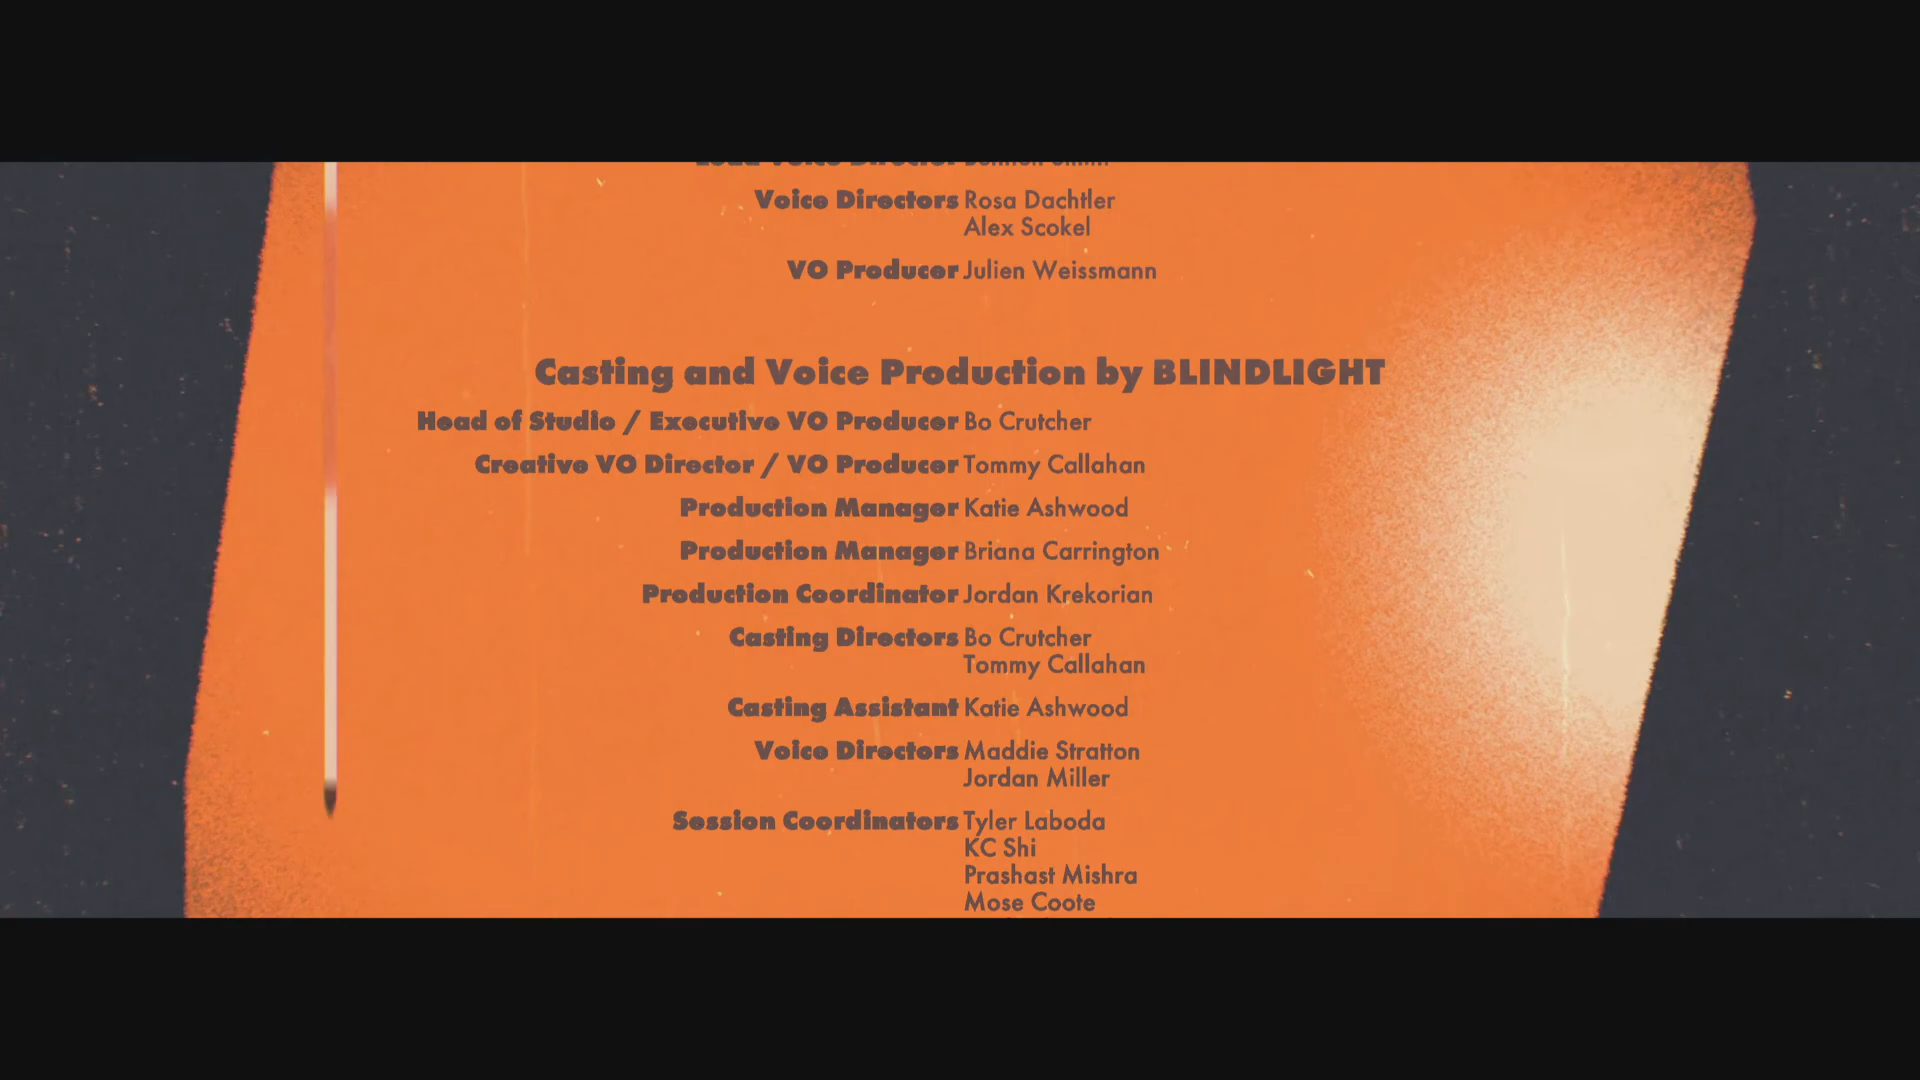 Voice Directors Rosa Dachtler
Alex Scokel
VO Producer Julien Weissmann
Casting and Voice Production by BLINDLIGHT
Head of Studio / Executive VO Producer Bo Crutcher
Creative VO Director / VO Producer Tommy Callahan
Production Manager Katie Ashwood
Production Manager Briana Carrington
Production Coordinator Jordan Krekorian
Casting Directors Bo Crutcher
Tommy Callahan
Casting Assistant Katie Ashwood
Voice Directors Maddie Stratton
Jordan Miller
Session Coordinators Tyler Laboda
KC Shi
Prashast Mishra
Mose Coote